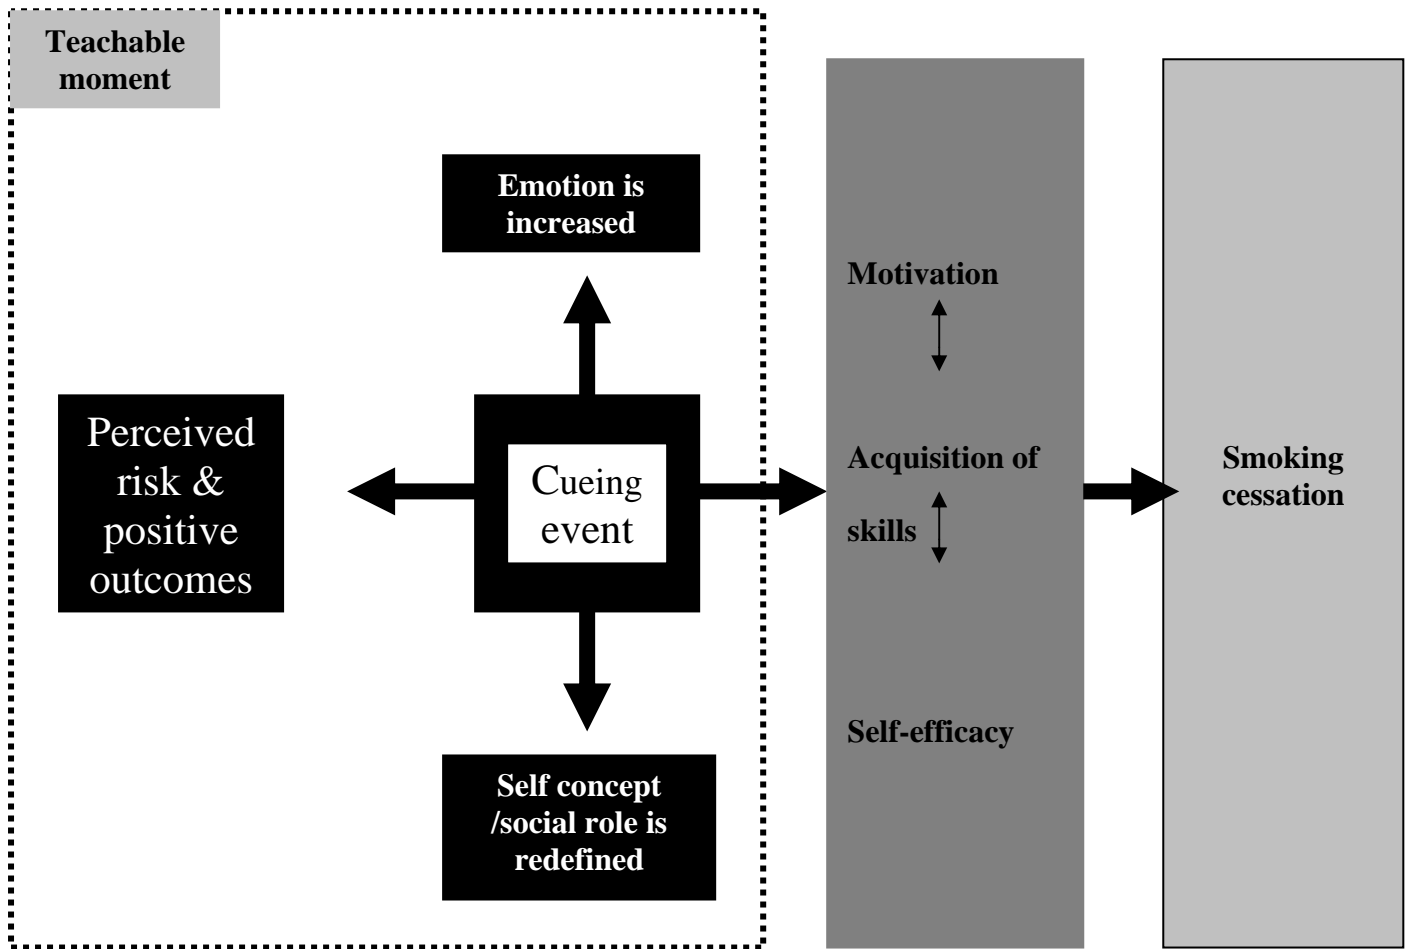 Teachable
moment
Emotion is
increased
Perceived
risk &
positive
outcomes
Cueing
event
Self concept
/social role is
redefined
Motivation
Acquisition of
skills
Self-efficacy
Smoking
cessation